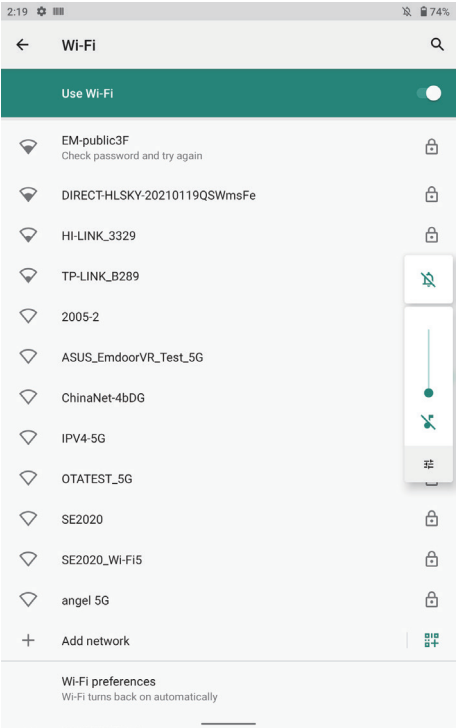 2:19 74%
Wi-Fi
Use Wi-Fi
EM-public3F
Check password and try again
DIRECT-HLSKY-20210119QSWmsFe
HI-LINK_3329
TP-LINK_B289
2005-2
ASUS_EmdoorVR_Test_5G
ChinaNet-4bDG
IPV4-5G
OTATEST_5G
SE2020
SE2020_Wi-Fi5
angel 5G
Add network
Wi-Fi preferences
Wi-Fi turns back on automatically